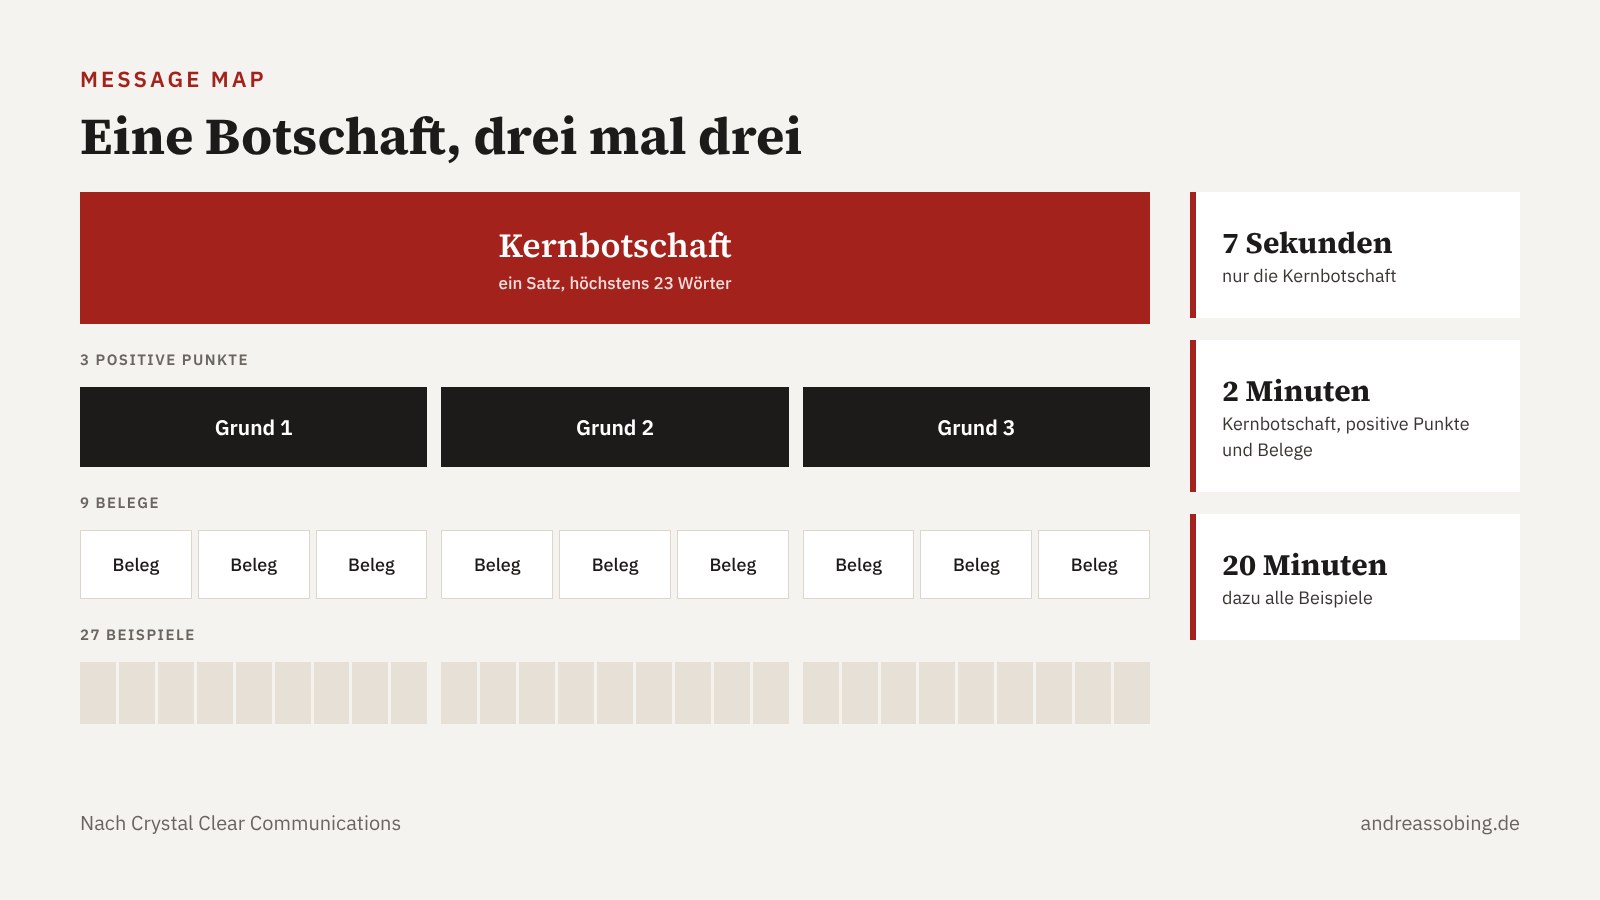 MESSAGE MAP
Eine Botschaft, drei mal drei
Kernbotschaft
ein Satz, höchstens 23 Wörter
3 POSITIVE PUNKTE
Grund 1
Grund 2
Grund 3
9 BELEGE
Beleg
Beleg
Beleg
Beleg
Beleg
Beleg
Beleg
Beleg
Beleg
27 BEISPIELE
7 Sekunden
nur die Kernbotschaft
2 Minuten
Kernbotschaft, positive Punkte
und Belege
20 Minuten
dazu alle Beispiele
Nach Crystal Clear Communications
andreassobing.de